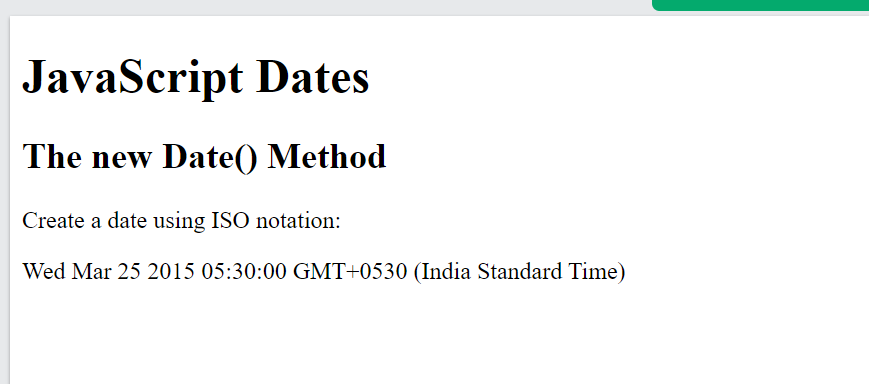 JavaScript Dates
The new Date() Method
Create a date using ISO notation:
Wed Mar 25 2015 05:30:00 GMT+0530 (India Standard Time)